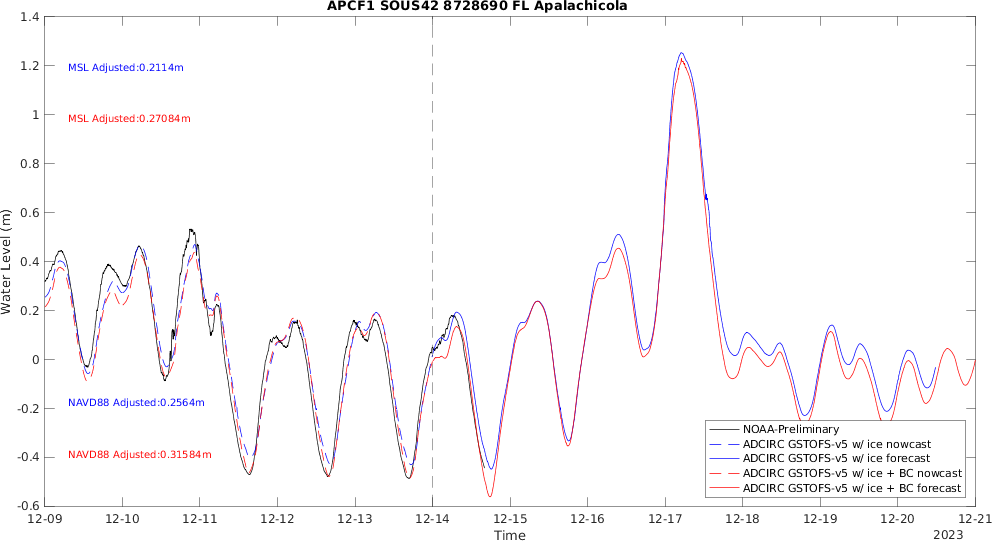 APCF1 SOUS42 8728690 FL Apalachicola
1.4
1.2
1
0.8
0.6
0.4
0.2
0
-0.2
-0.4
-0.6
Water Level (m)
MSL Adjusted:0.2114m
MSL Adjusted:0.27084m
NAVD88 Adjusted:0.2564m
NAVD88 Adjusted:0.31584m
NOAA-Preliminary
ADCIRC GSTOFS-v5 w/ ice nowcast
ADCIRC GSTOFS-v5 w/ ice forecast
ADCIRC GSTOFS-v5 w/ ice + BC nowcast
ADCIRC GSTOFS-v5 w/ ice + BC forecast
12-09 12-10 12-11 12-12 12-13 12-14 12-15 12-16 12-17 12-18 12-19 12-20 12-21
Time
2023